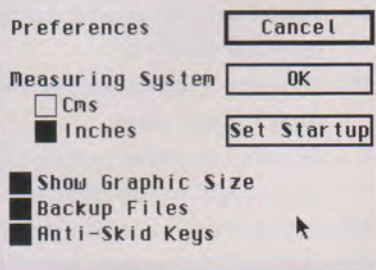 Preferences
Cancel
Measuring System
OK
Cms
Inches
Set Startup
Show Graphic Size
Backup Files
Anti-Skid Keys